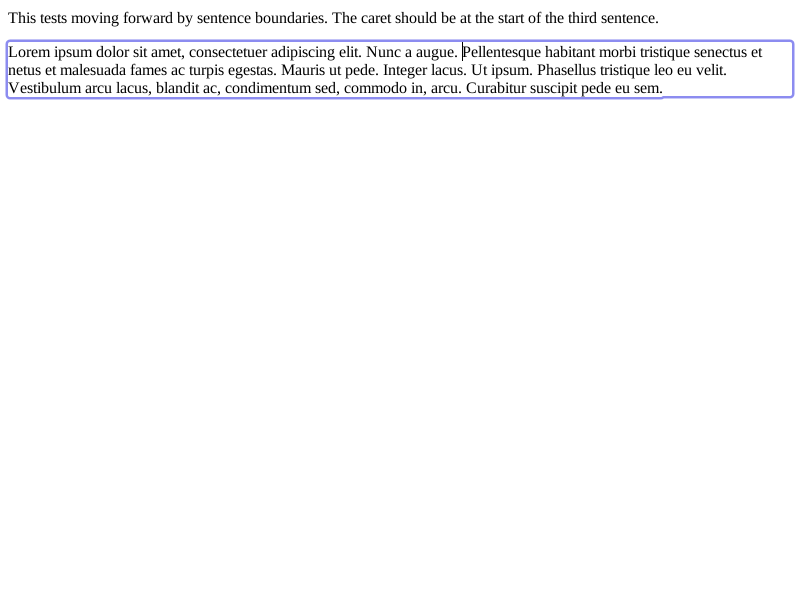 This tests moving forward by sentence boundaries. The caret should be at the start of the third sentence.
Lorem ipsum dolor sit amet, consectetuer adipiscing elit. Nunc a augue. Pellentesque habitant morbi tristique senectus et
netus et malesuada fames ac turpis egestas. Mauris ut pede. Integer lacus. Ut ipsum. Phasellus tristique leo eu velit.
Vestibulum arcu lacus, blandit ac, condimentum sed, commodo in, arcu. Curabitur suscipit pede eu sem.